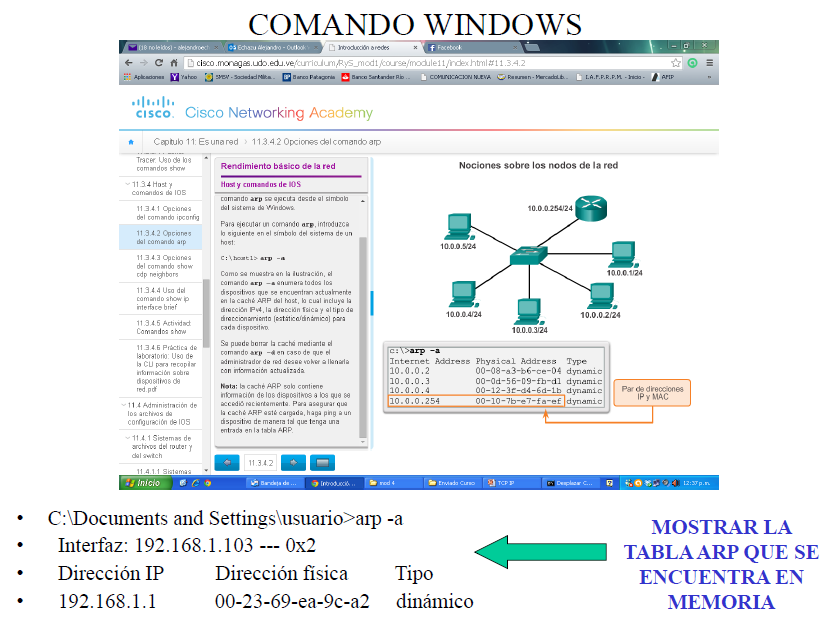 COMANDO WINDOWS
(18 no leídos) - alejandroec
Echazu Alejandro - Outlook
Introducción a redes
Facebook
cisco.monagas.udo.edu.ve/curriculum/RyS_mod1/course/module11/index.html#11.3.4.2
Aplicaciones Yahoo SMSV - Sociedad Milita... Banco Patagonia Banco Santander Río ... COMUNICACION NUEVA Resumen - MercadoLib... I.A.F.P.R.P.M. - Inicio - AFIP
CISCO Cisco Networking Academy
Capítulo 11: Es una red 11.3.4.2 Opciones del comando arp
Tracer: Uso de los
comandos show
11.3.4 Host y
comandos de IOS
11.3.4.1 Opciones
del comando ipconfig
11.3.4.2 Opciones
del comando arp
11.3.4.3 Opciones
del comando show
cdp neighbors
11.3.4.4 Uso del
comando show ip
interface brief
11.3.4.5 Actividad:
Comandos show
11.3.4.6 Práctica de
laboratorio: Uso de
la CLI para recopilar
información sobre
dispositivos de
red.pdf
11.4 Administración de
los archivos de
configuración de IOS
11.4.1 Sistemas de
archivos del router y
del switch
11.4.1.1 Sistemas
Rendimiento básico de la red
Host y comandos de IOS
comando arp se ejecuta desde el símbolo
del sistema de Windows.
Para ejecutar un comando arp, introduzca
lo siguiente en el símbolo del sistema de un
host:
C:\host1> arp -a
Como se muestra en la ilustración, el
comando arp –a enumera todos los
dispositivos que se encuentran actualmente
en la caché ARP del host, lo cual incluye la
dirección IPv4, la dirección física y el tipo de
direccionamiento (estático/dinámico) para
cada dispositivo.
Se puede borrar la caché mediante el
comando arp -d en caso de que el
administrador de red desee volver a llenarla
con información actualizada.
Nota: la caché ARP solo contiene
información de los dispositivos a los que se
accedió recientemente. Para asegurar que
la caché ARP esté cargada, haga ping a un
dispositivo de manera tal que tenga una
entrada en la tabla ARP.
11.3.4.2
Nociones sobre los nodos de la red
10.0.0.254/24
10.0.0.5/24
10.0.0.1/24
10.0.0.4/24
10.0.0.2/24
10.0.0.3/24
c:\>arp -a
Internet Address Physical Address Type
10.0.0.2 00-08-a3-b6-ce-04 dynamic
10.0.0.3 00-0d-56-09-fb-d1 dynamic
10.0.0.4 00-12-3f-d4-6d-1b dynamic
10.0.0.254 00-10-7b-e7-fa-ef dynamic
Par de direcciones
IP y MAC
Inicio Bandeja de ... Introducció... mod 4 Enviado Curso TCP IP Desplazar C... 12:37 p.m.
• C:\Documents and Settings\usuario>arp -a
• Interfaz: 192.168.1.103 --- 0x2
• Dirección IP Dirección física Tipo
• 192.168.1.1 00-23-69-ea-9c-a2 dinámico
MOSTRAR LA
TABLA ARP QUE SE
ENCUENTRA EN
MEMORIA